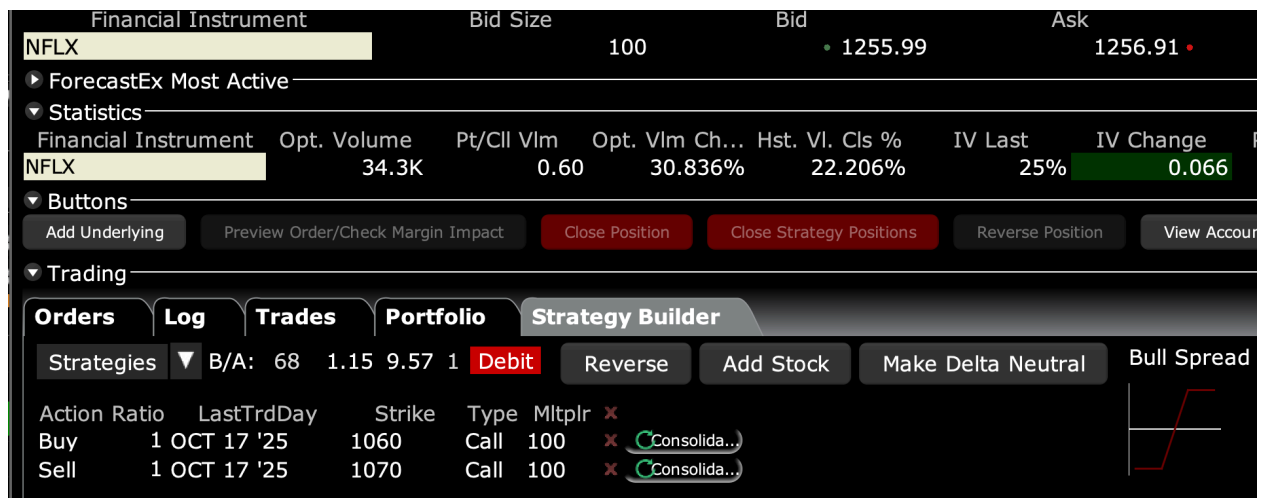 Financial Instrument Bid Size Bid Ask
NFLX 100 1255.99 1256.91
ForecastEx Most Active
Statistics
Financial Instrument Opt. Volume Pt/Cll Vlm Opt. Vlm Ch... Hst. Vl. Cls % IV Last IV Change
NFLX 34.3K 0.60 30.836% 22.206% 25% 0.066
Buttons
Add Underlying Preview Order/Check Margin Impact Close Position Close Strategy Positions Reverse Position View Accour
Trading
Orders Log Trades Portfolio Strategy Builder
Strategies B/A: 68 1.15 9.57 1 Debit Reverse Add Stock Make Delta Neutral Bull Spread
Action Ratio LastTrdDay Strike Type Mltplr x
Buy 1 OCT 17 '25 1060 Call 100 x Consolida...
Sell 1 OCT 17 '25 1070 Call 100 x Consolida...